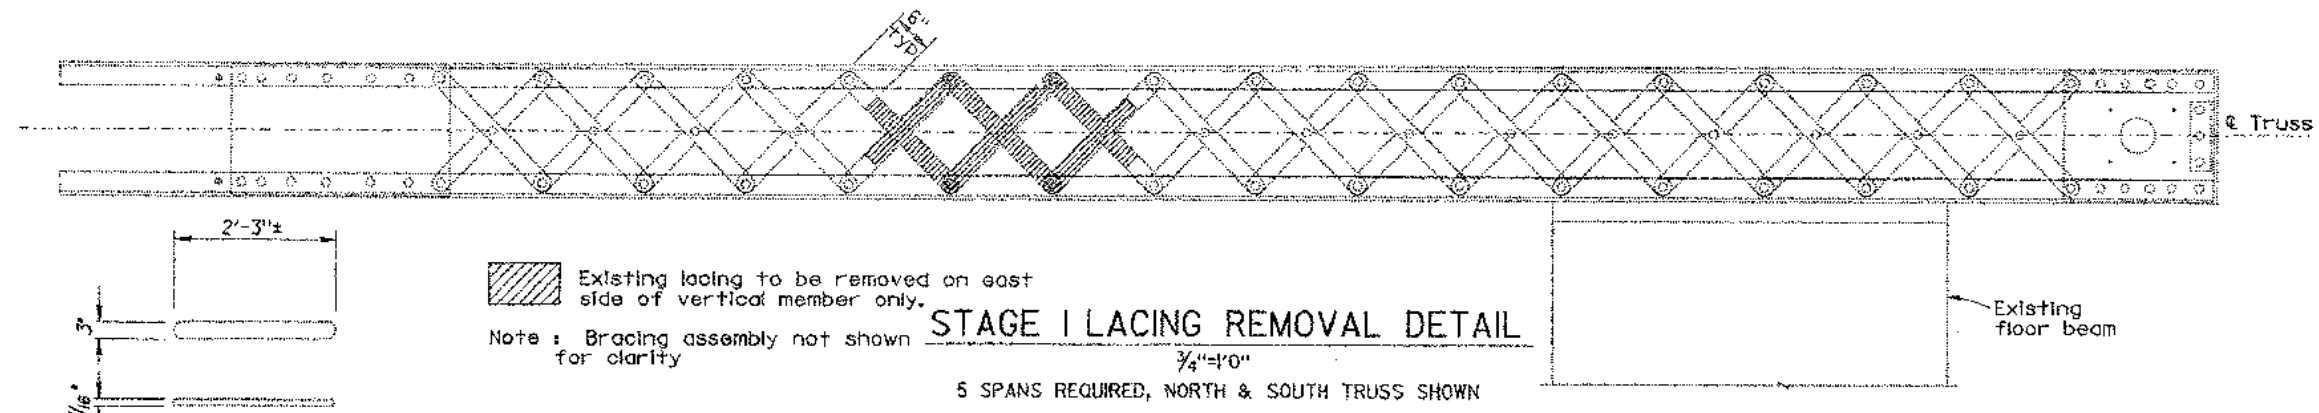 6"
TYP.
℄ Truss
2'-3"±
3"
Existing lacing to be removed on east
side of vertical member only.
Note : Bracing assembly not shown
for clarity
STAGE I LACING REMOVAL DETAIL
3/4"=1'0"
5 SPANS REQUIRED, NORTH & SOUTH TRUSS SHOWN
Existing
floor beam